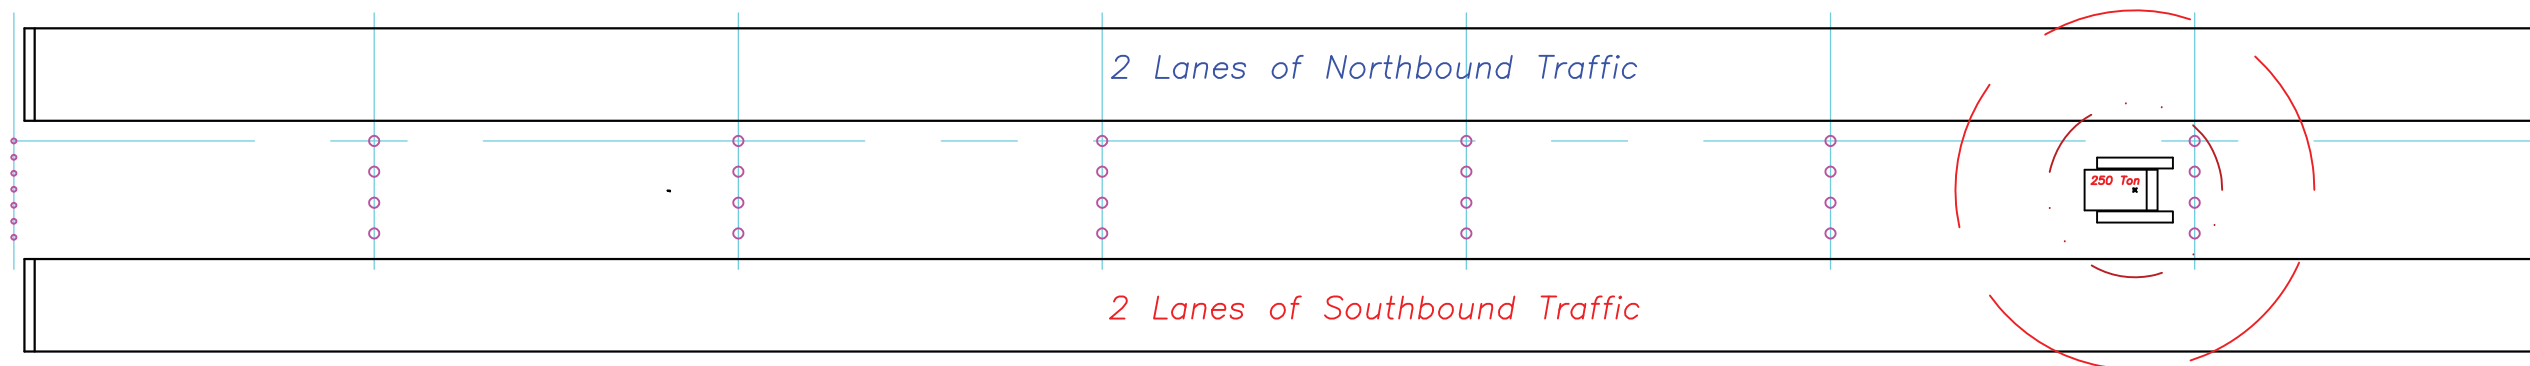 2 Lanes of Northbound Traffic
250 Ton
2 Lanes of Southbound Traffic